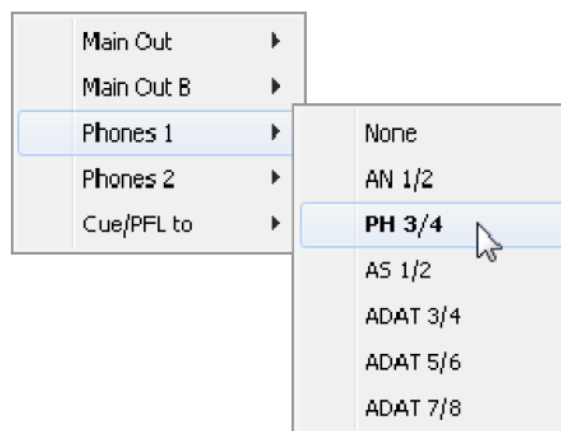 Main Out
Main Out B
Phones 1
Phones 2
Cue/PFL to
None
AN 1/2
PH 3/4
AS 1/2
ADAT 3/4
ADAT 5/6
ADAT 7/8